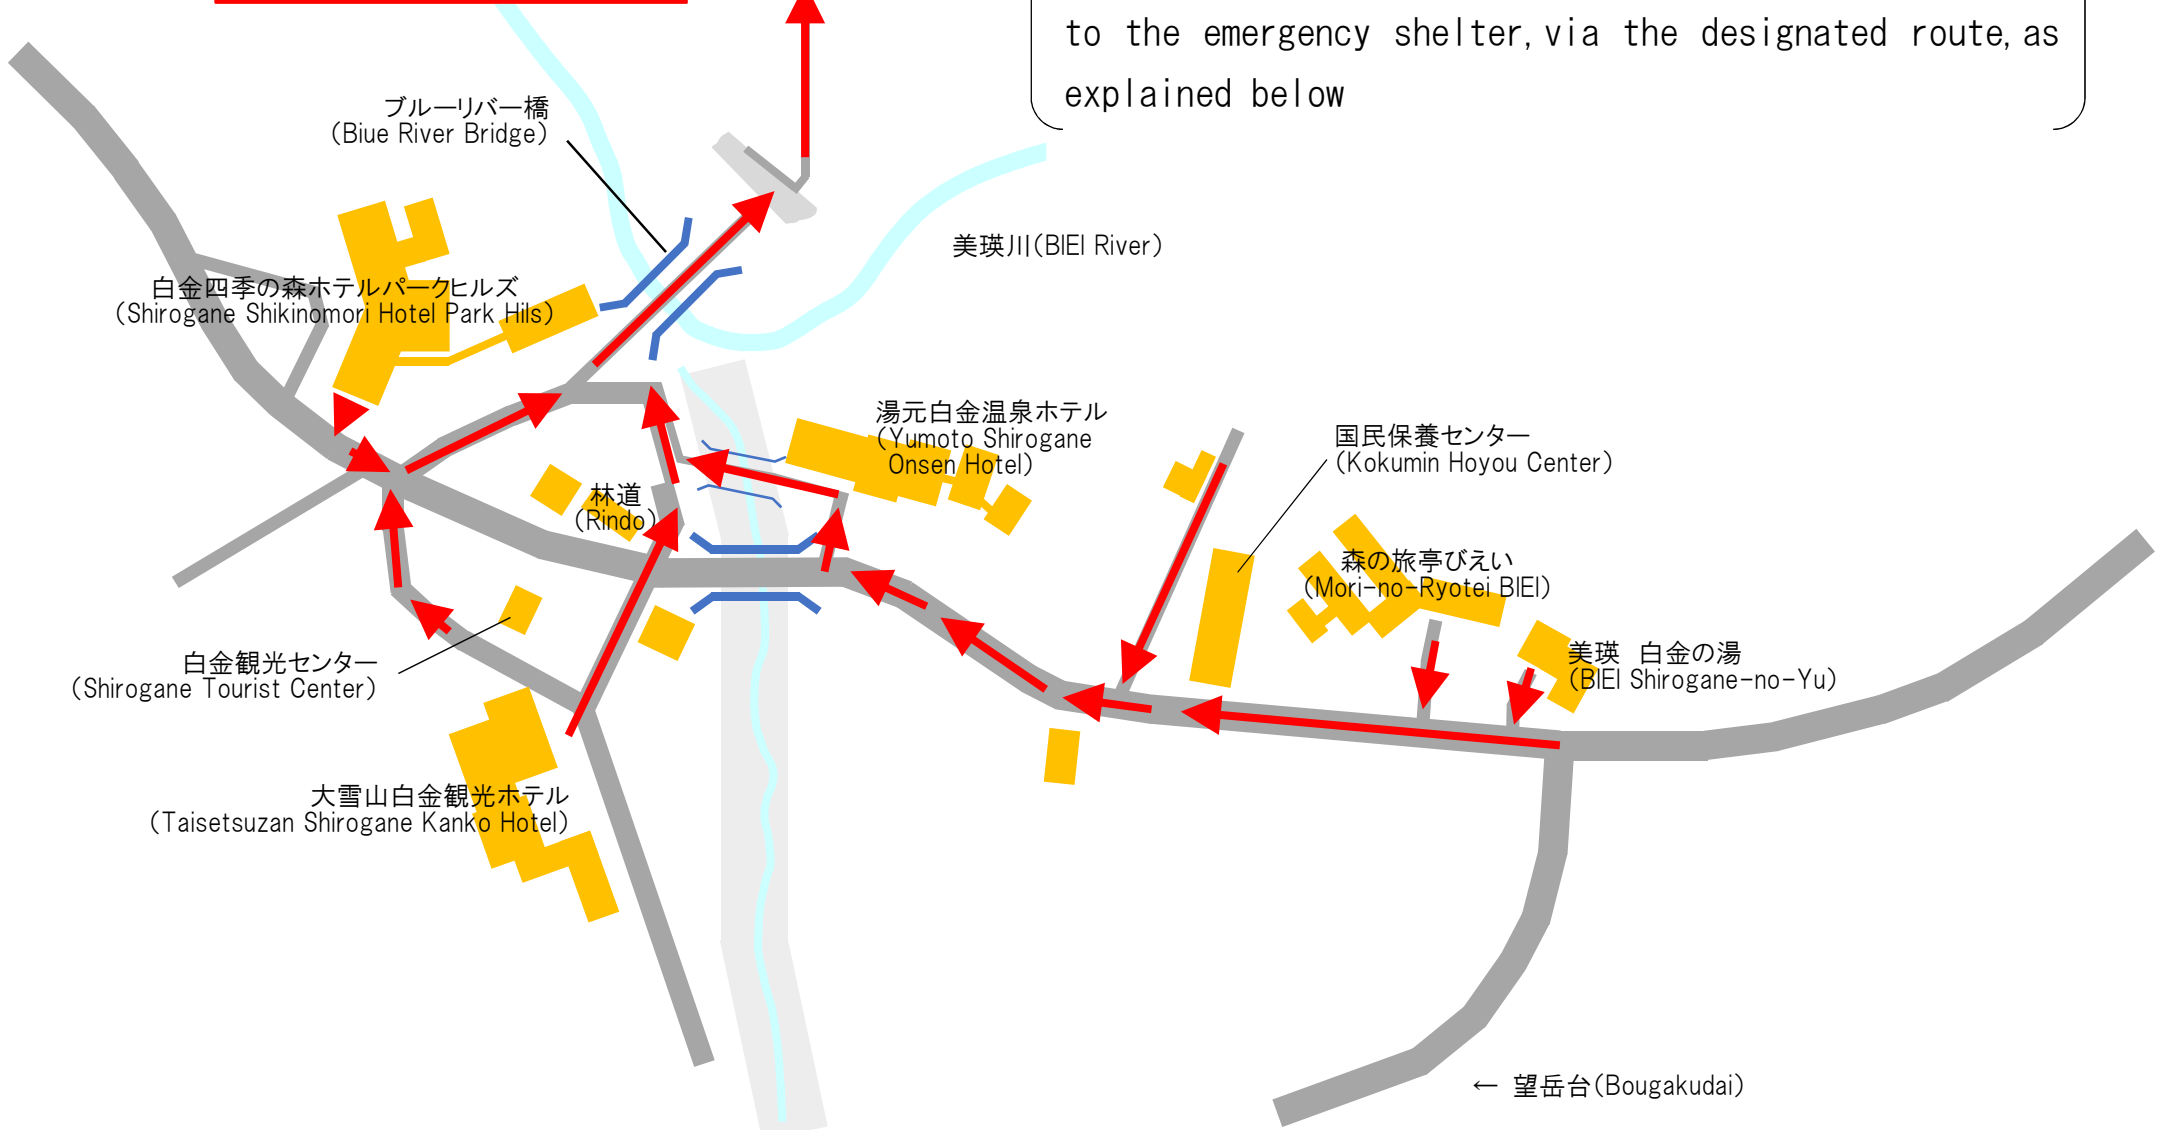 to the emergency shelter, via the designated route, as
explained below
ブルーリバー橋
(Biue River Bridge)
美瑛川(BIEI River)
白金四季の森ホテルパークヒルズ
(Shirogane Shikinomori Hotel Park Hils)
湯元白金温泉ホテル
(Yumoto Shirogane
Onsen Hotel)
国民保養センター
(Kokumin Hoyou Center)
林道
(Rindo)
森の旅亭びえい
(Mori-no-Ryotei BIEI)
白金観光センター
(Shirogane Tourist Center)
美瑛 白金の湯
(BIEI Shirogane-no-Yu)
大雪山白金観光ホテル
(Taisetsuzan Shirogane Kanko Hotel)
← 望岳台(Bougakudai)